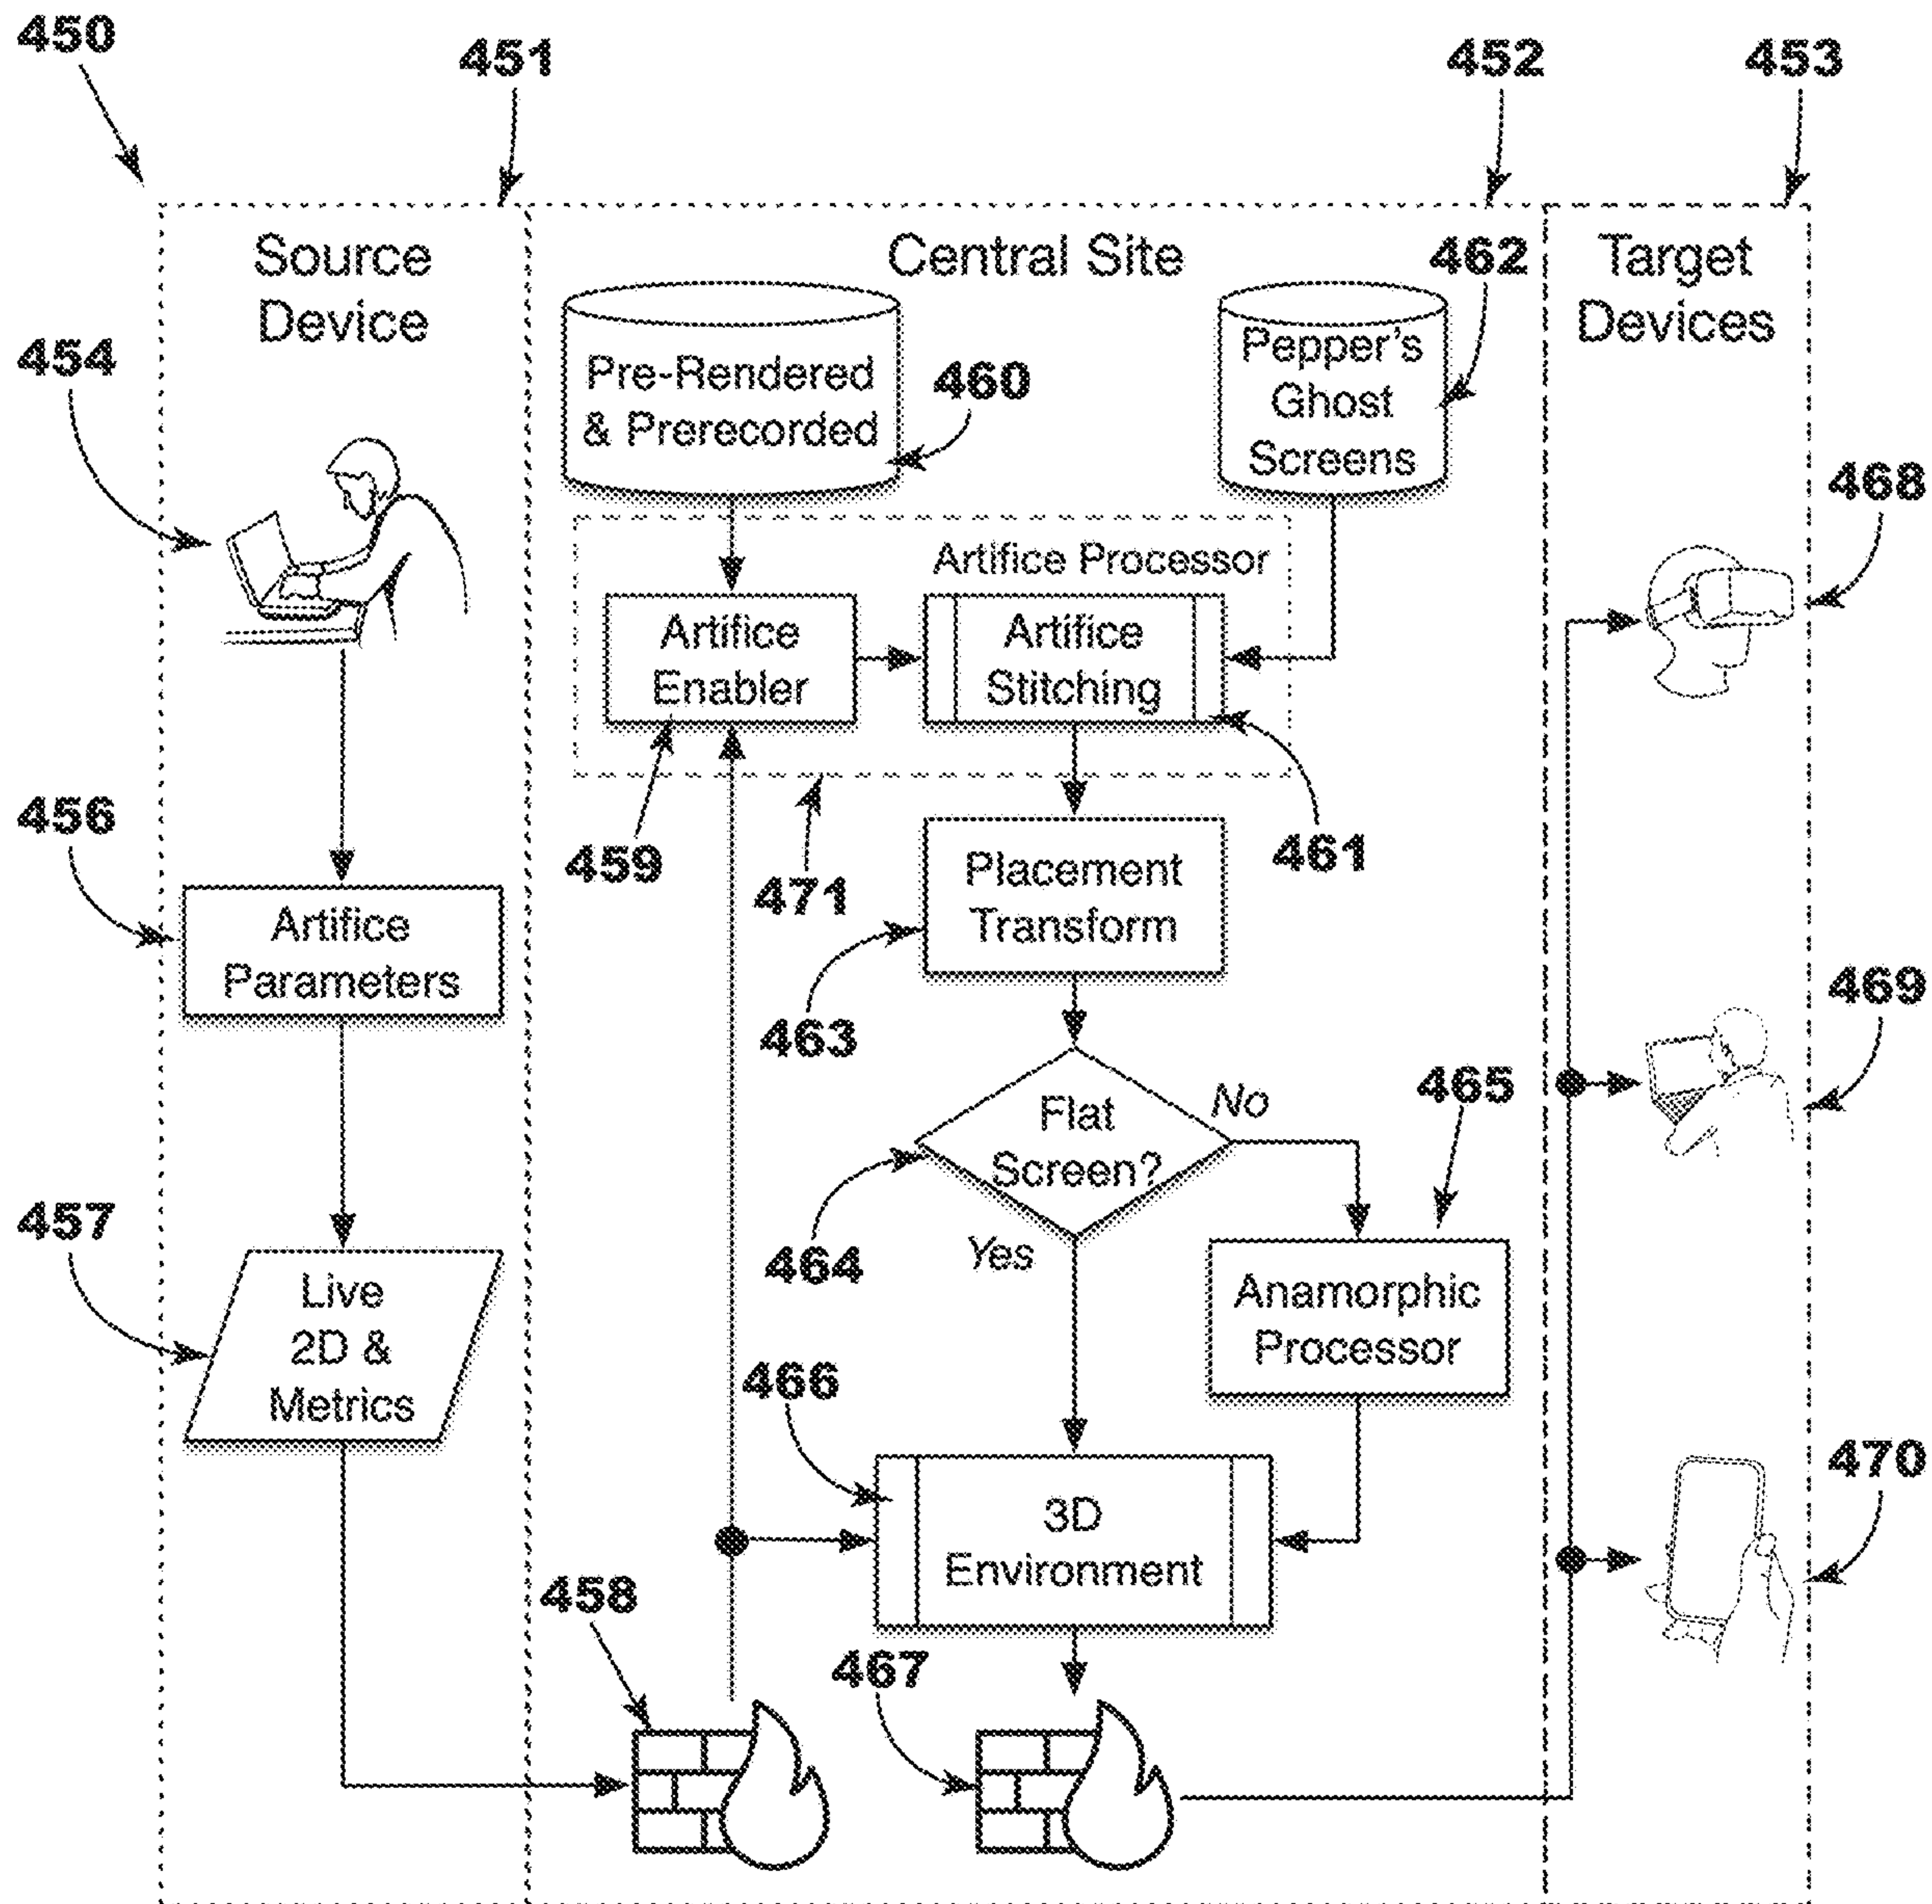 450
451
452
453
Source
Device
Central Site
Target
Devices
462
454
Pre-Rendered
& Prerecorded
460
Pepper's
Ghost
Screens
468
Artifice Processor
Artifice
Enabler
Artifice
Stitching
456
459
471
461
Artifice
Parameters
Placement
Transform
463
469
Flat
Screen?
No
465
457
464
Yes
Live
2D &
Metrics
Anamorphic
Processor
466
470
3D
Environment
458
467